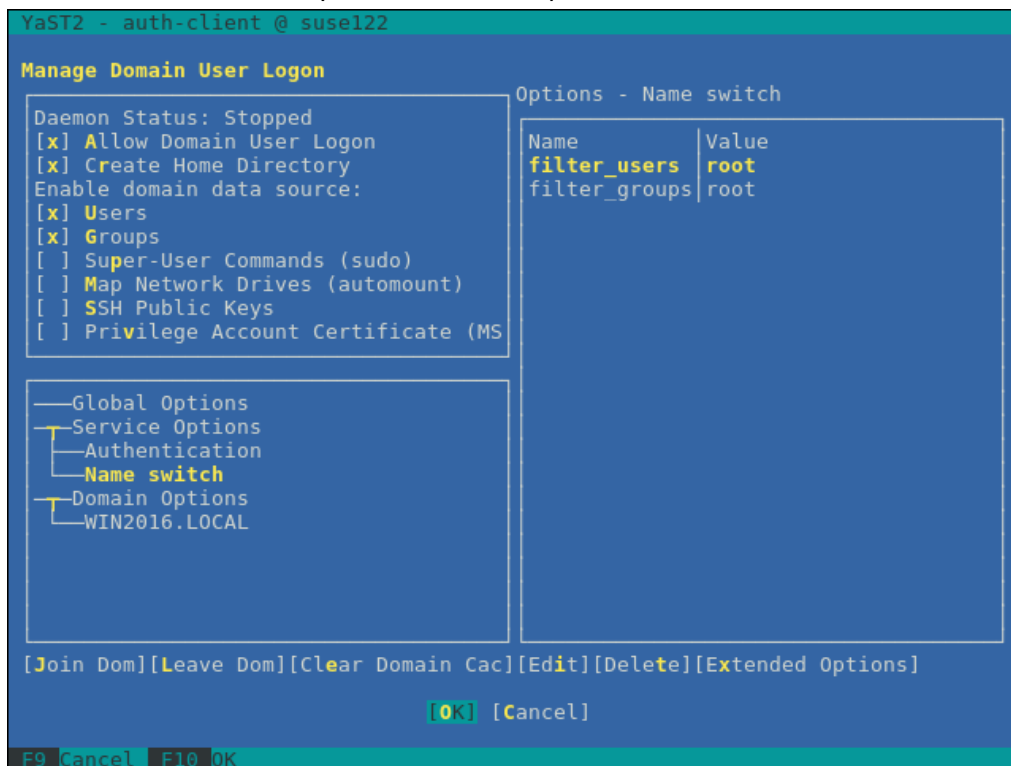 YaST2 - auth-client @ suse122
Manage Domain User Logon
Daemon Status: Stopped
[x] Allow Domain User Logon
[x] Create Home Directory
Enable domain data source:
[x] Users
[x] Groups
[ ] Super-User Commands (sudo)
[ ] Map Network Drives (automount)
[ ] SSH Public Keys
[ ] Privilege Account Certificate (MS
Global Options
Service Options
Authentication
Name switch
Domain Options
WIN2016.LOCAL
Options - Name switch
Name Value
filter_users root
filter_groups root
[Join Dom][Leave Dom][Clear Domain Cac][Edit][Delete][Extended Options]
[OK] [Cancel]
F9 Cancel F10 OK